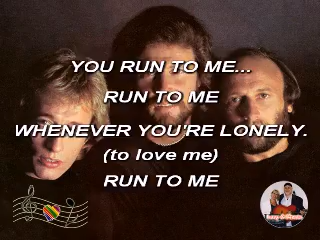 YOU RUN TO ME...
RUN TO ME
WHENEVER YOU'RE LONELY.
(to love me)
RUN TO ME